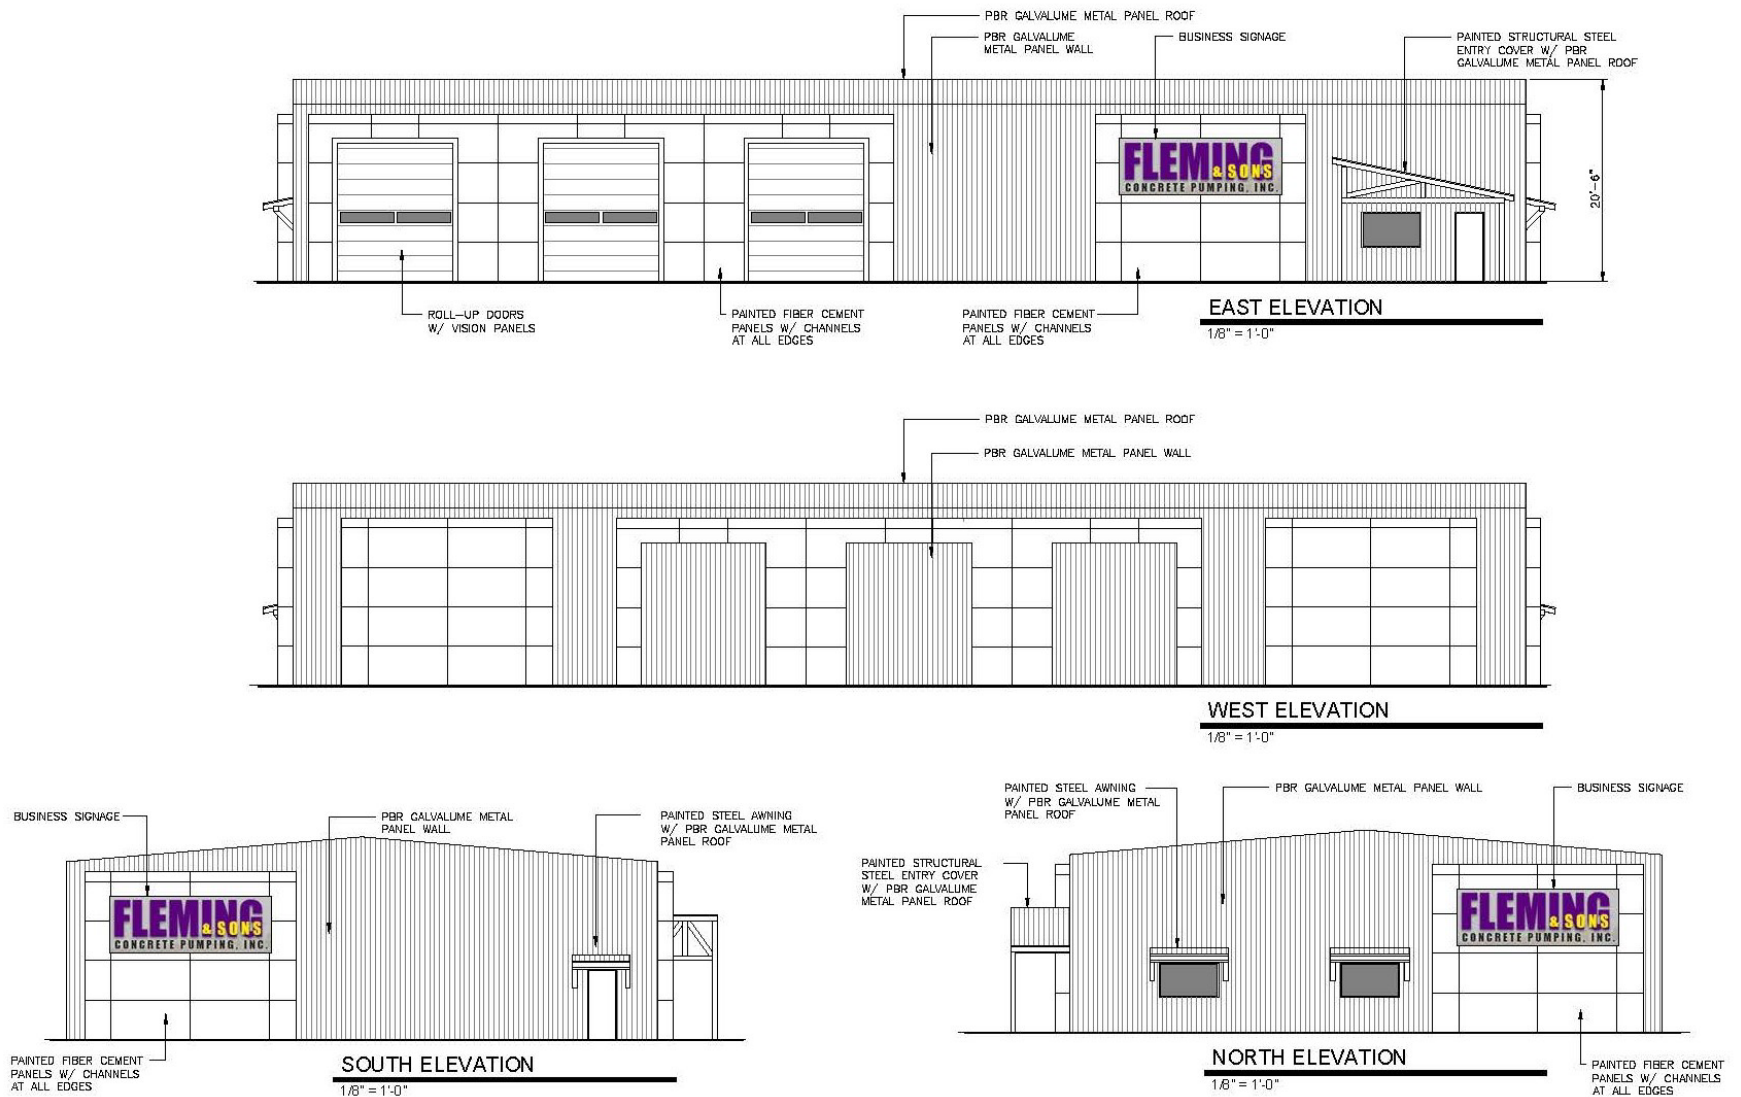 PBR GALVALUME METAL PANEL ROOF
PBR GALVALUME
METAL PANEL WALL
BUSINESS SIGNAGE
PAINTED STRUCTURAL STEEL
ENTRY COVER W/ PBR
GALVALUME METAL PANEL ROOF
FLEMING
& SONS
CONCRETE PUMPING, INC.
20'-6"
ROLL-UP DOORS
W/ VISION PANELS
PAINTED FIBER CEMENT
PANELS W/ CHANNELS
AT ALL EDGES
PAINTED FIBER CEMENT
PANELS W/ CHANNELS
AT ALL EDGES
EAST ELEVATION
1/8" = 1'-0"
PBR GALVALUME METAL PANEL ROOF
PBR GALVALUME METAL PANEL WALL
WEST ELEVATION
1/8" = 1'-0"
BUSINESS SIGNAGE
PBR GALVALUME METAL
PANEL WALL
PAINTED STEEL AWNING
W/ PBR GALVALUME METAL
PANEL ROOF
FLEMING
& SONS
CONCRETE PUMPING, INC.
PAINTED FIBER CEMENT
PANELS W/ CHANNELS
AT ALL EDGES
SOUTH ELEVATION
1/8" = 1'-0"
PAINTED STEEL AWNING
W/ PBR GALVALUME METAL
PANEL ROOF
PBR GALVALUME METAL PANEL WALL
BUSINESS SIGNAGE
PAINTED STRUCTURAL
STEEL ENTRY COVER
W/ PBR GALVALUME
METAL PANEL ROOF
FLEMING
& SONS
CONCRETE PUMPING, INC.
NORTH ELEVATION
1/8" = 1'-0"
PAINTED FIBER CEMENT
PANELS W/ CHANNELS
AT ALL EDGES